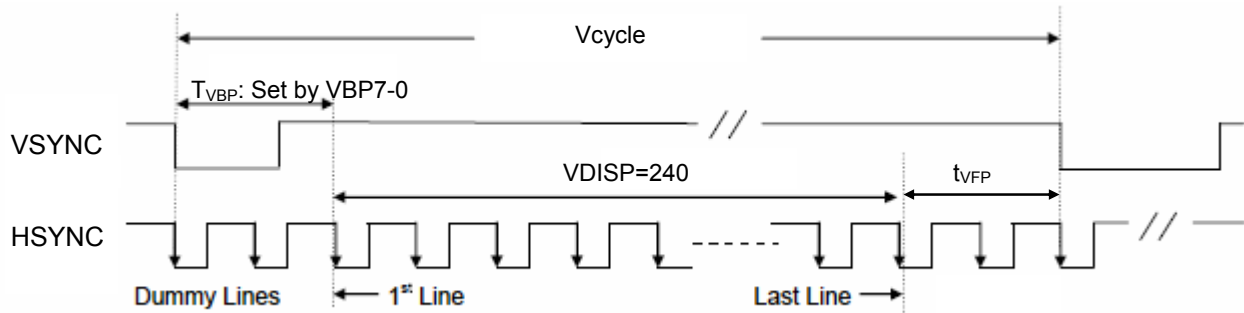 Vcycle
TVBP: Set by VBP7-0
VSYNC
VDISP=240
tVFP
HSYNC
Dummy Lines
1st Line
Last Line